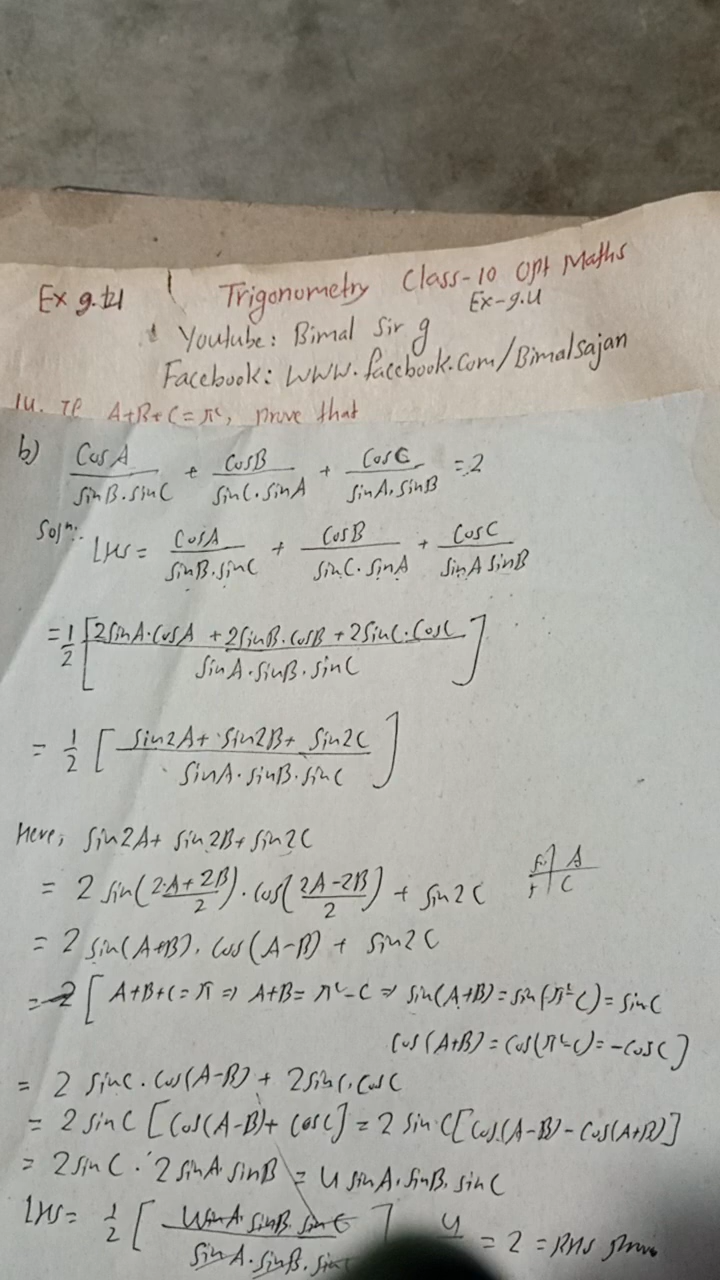 Ex 9.4 Trigonometry Class-10 Opt Maths
Ex-9.4
Youtube: Bimal Sir g
Facebook: WWW.facebook.Com/Bimalsajan
14. If A+B+C=π, prove that
b) CosA/sinB.sinC + CosB/sinC.sinA + CosC/sinA.sinB = 2
Solⁿ:- LHS = CosA/sinB.sinC + CosB/sinC.sinA + CosC/sinA sinB
= 1/2 [2sinA.CosA + 2sinB.CosB + 2sinC.CosC / sinA.sinB.sinC]
= 1/2 [sin2A + sin2B + sin2C / sinA.sinB.sinC]
Here, sin2A + sin2B + sin2C
= 2 sin(2A+2B/2).Cos(2A-2B/2) + sin2C
= 2 sin(A+B).Cos(A-B) + sin2C
= [A+B+C=π ⇒ A+B=π-C ⇒ sin(A+B)=sin(π-C)=sinC
Cos(A+B)=Cos(π-C)=-CosC]
= 2 sinC.Cos(A-B) + 2sinC.CosC
= 2 sinC [Cos(A-B)+CosC] = 2 sinC [Cos(A-B)-Cos(A+B)]
= 2sinC.2sinA.sinB = 4 sinA.sinB.sinC
LHS = 1/2 [4sinA.sinB.sinC / sinA.sinB.sinC] 4 = 2 = RHS